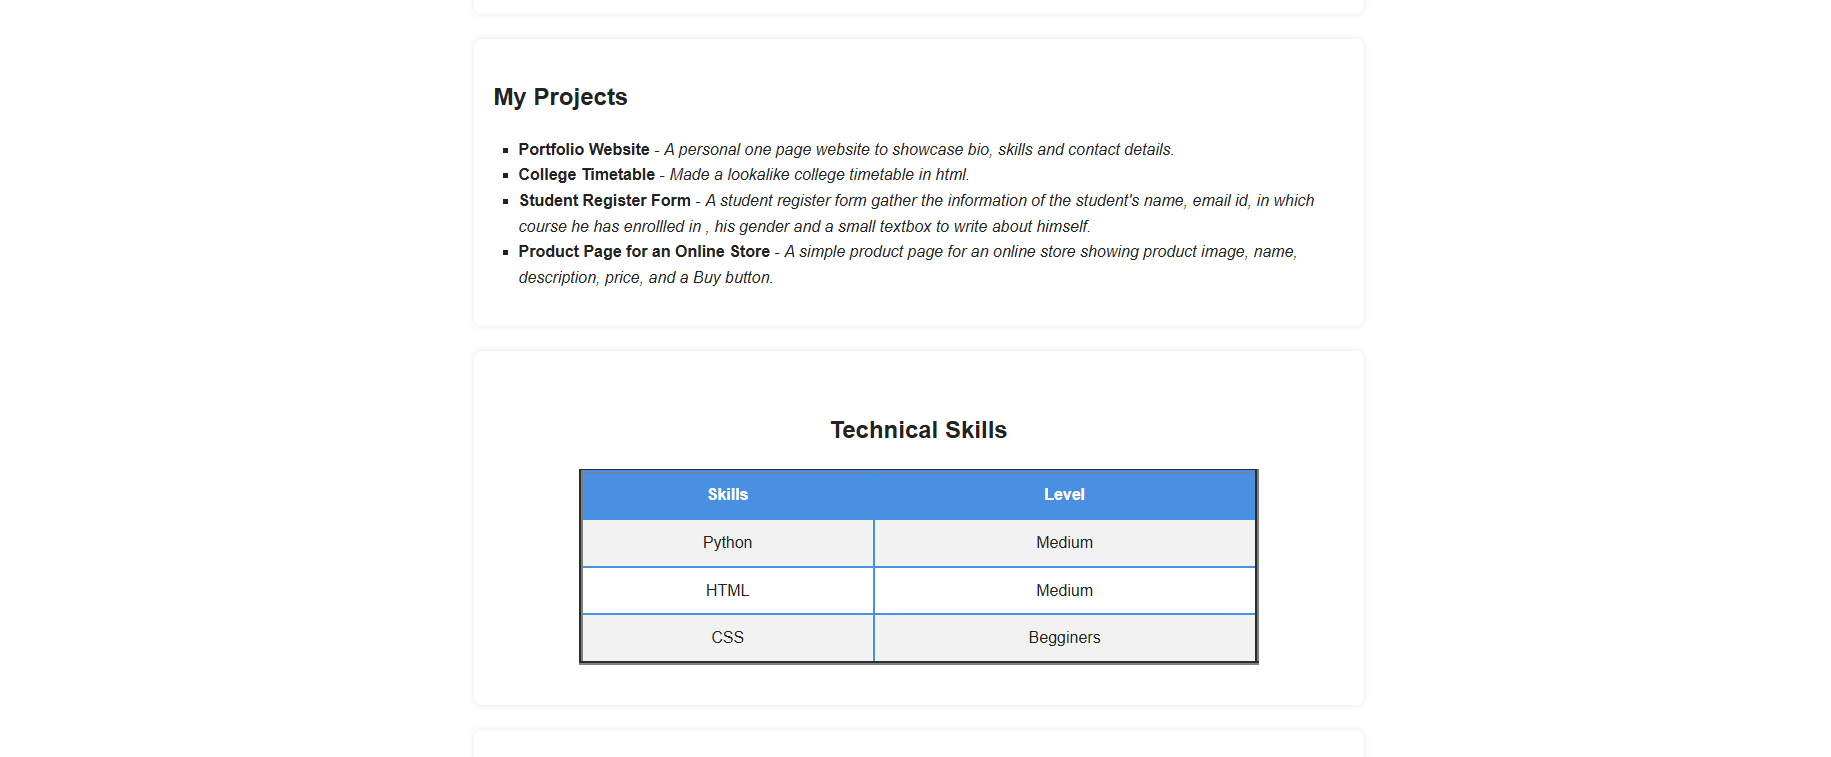 My Projects
Portfolio Website - A personal one page website to showcase bio, skills and contact details.
College Timetable - Made a lookalike college timetable in html.
Student Register Form - A student register form gather the information of the student's name, email id, in which
course he has enrollled in , his gender and a small textbox to write about himself.
Product Page for an Online Store - A simple product page for an online store showing product image, name,
description, price, and a Buy button.
Technical Skills
Skills Level
Python Medium
HTML Medium
CSS Begginers